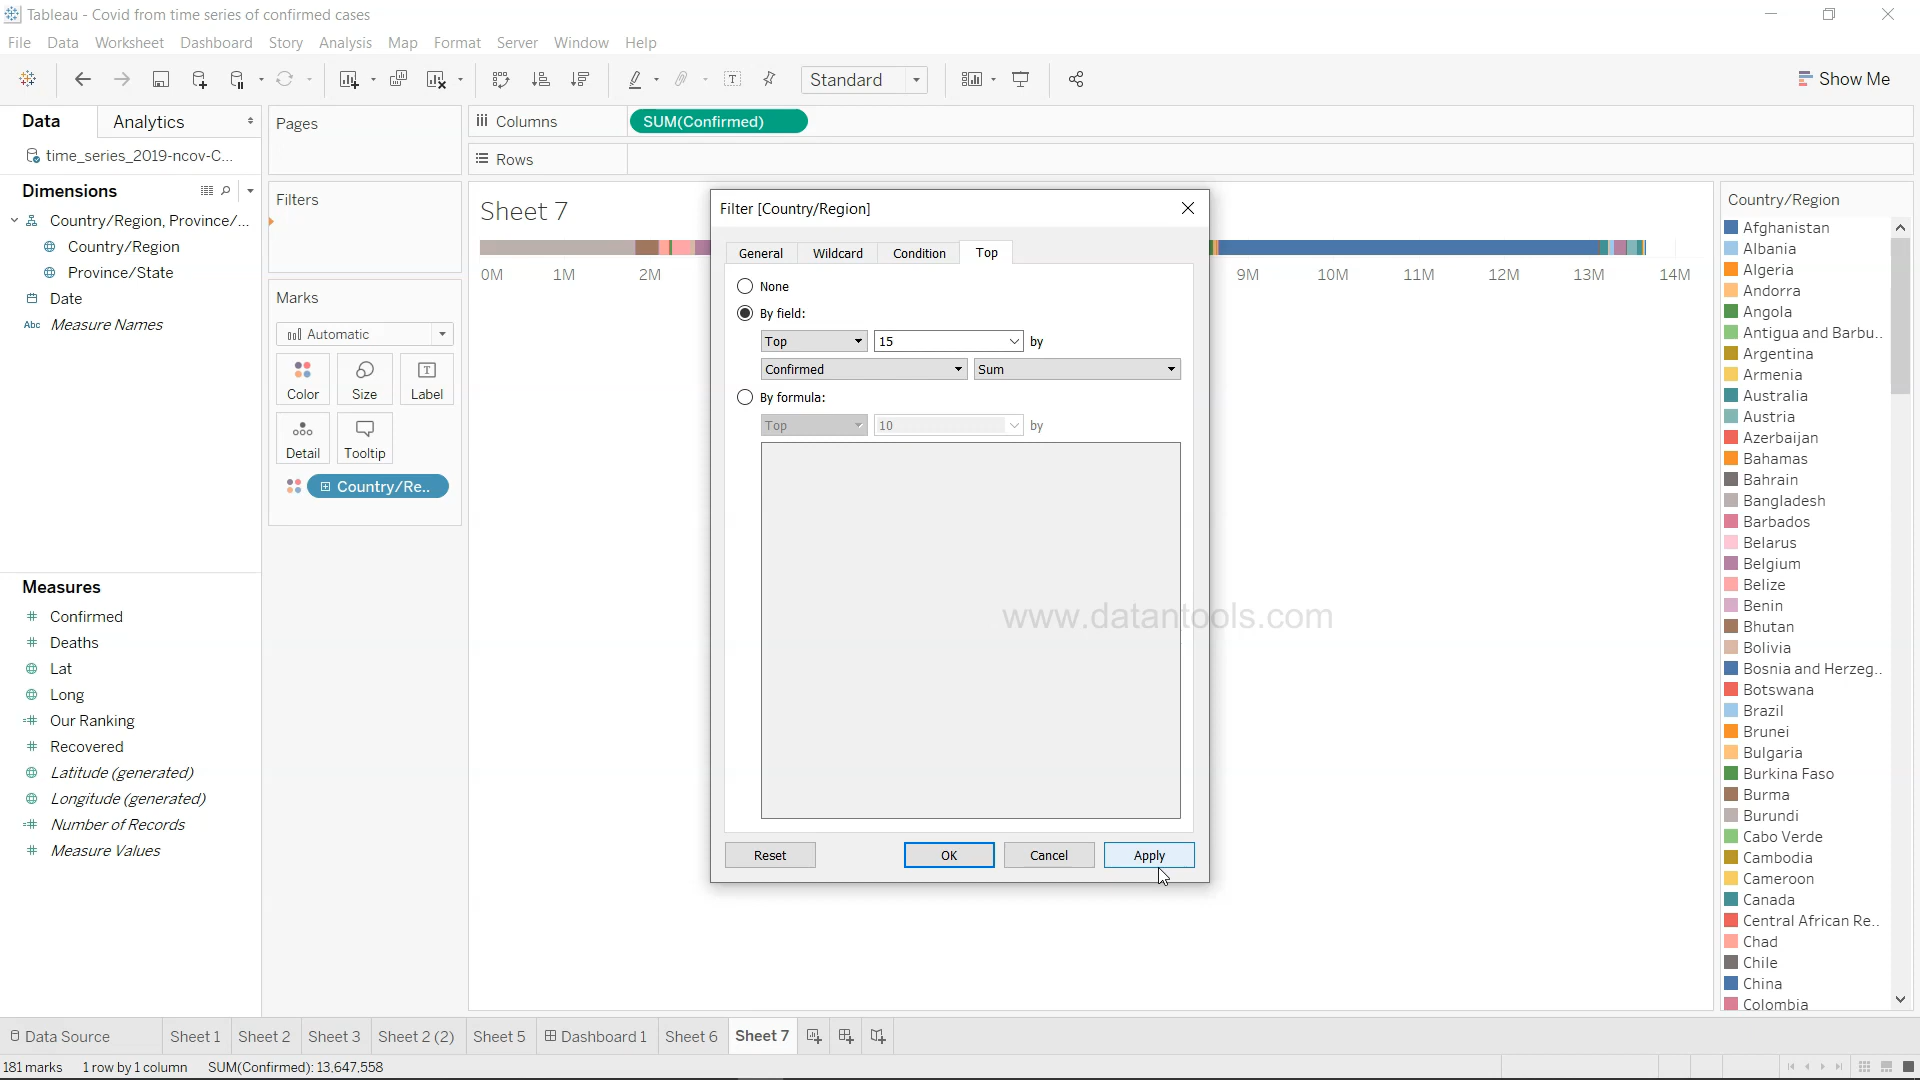 Tableau - Covid from time series of confirmed cases
File Data Worksheet Dashboard Story Analysis Map Format Server Window Help
Standard
Show Me
Data
Analytics
time_series_2019-ncov-C...
Dimensions
Country/Region, Province/...
Country/Region
Province/State
Date
Abc Measure Names
Measures
Confirmed
Deaths
Lat
Long
Our Ranking
Recovered
Latitude (generated)
Longitude (generated)
Number of Records
Measure Values
Pages
Filters
Marks
Automatic
Color
Size
Label
Detail
Tooltip
Country/Re..
Columns
SUM(Confirmed)
Rows
Sheet 7
0M 1M 2M 9M 10M 11M 12M 13M 14M
Filter [Country/Region]
General Wildcard Condition Top
None
By field:
Top 15 by
Confirmed Sum
By formula:
Top 10 by
Reset OK Cancel Apply
www.datantools.com
Country/Region
Afghanistan
Albania
Algeria
Andorra
Angola
Antigua and Barbu..
Argentina
Armenia
Australia
Austria
Azerbaijan
Bahamas
Bahrain
Bangladesh
Barbados
Belarus
Belgium
Belize
Benin
Bhutan
Bolivia
Bosnia and Herzeg..
Botswana
Brazil
Brunei
Bulgaria
Burkina Faso
Burma
Burundi
Cabo Verde
Cambodia
Cameroon
Canada
Central African Re..
Chad
Chile
China
Colombia
Data Source Sheet 1 Sheet 2 Sheet 3 Sheet 2 (2) Sheet 5 Dashboard 1 Sheet 6 Sheet 7
181 marks 1 row by 1 column SUM(Confirmed): 13,647,558